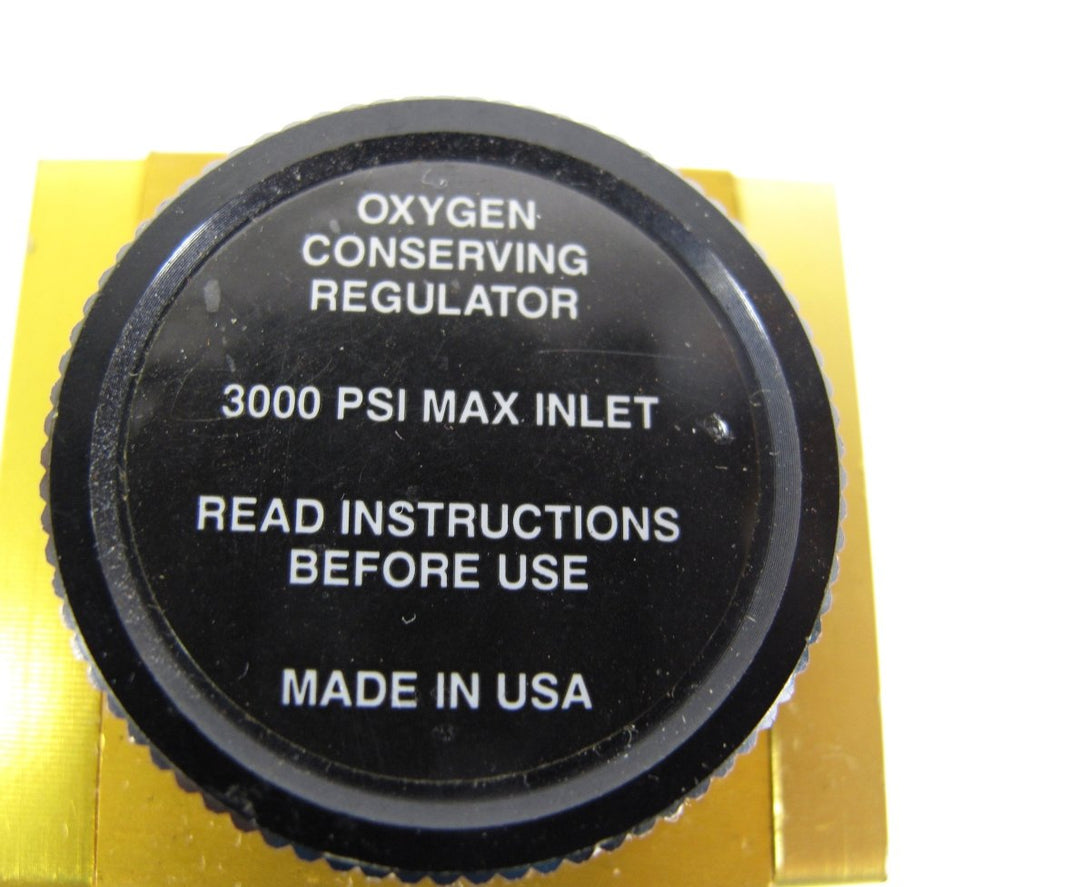 OXYGEN
CONSERVING
REGULATOR
3000 PSI MAX INLET
READ INSTRUCTIONS
BEFORE USE
MADE IN USA